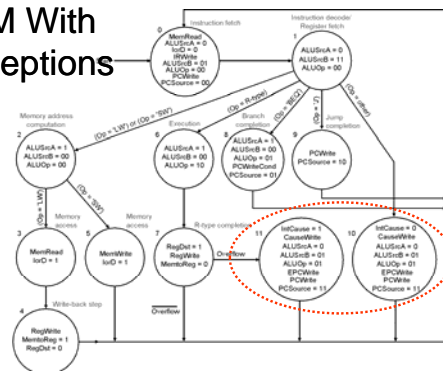 M With
ceptions
Instruction fetch
0
MemRead
ALUSrcA = 0
IorD = 0
IRWrite
ALUSrcB = 01
ALUOp = 00
PCWrite
PCSource = 00
Instruction decode/
Register fetch
1
ALUSrcA = 0
ALUSrcB = 11
ALUOp = 00
(Op = 'LW') or (Op = 'SW')
(Op = R-type)
(Op = 'BEQ')
(Op = 'J')
(Op = other)
Memory address
computation
2
ALUSrcA = 1
ALUSrcB = 00
ALUOp = 00
Execution
6
ALUSrcA = 1
ALUSrcB = 00
ALUOp = 10
Branch
completion
8
ALUSrcA = 1
ALUSrcB = 00
ALUOp = 01
PCWriteCond
PCSource = 01
Jump
completion
9
PCWrite
PCSource = 10
(Op = 'LW')
(Op = 'SW')
Memory
access
3
MemRead
IorD = 1
Memory
access
5
MemWrite
IorD = 1
R-type completion
7
RegDst = 1
RegWrite
MemtoReg = 0
Overflow
Overflow
11
IntCause = 1
CauseWrite
ALUSrcA = 0
ALUSrcB = 01
ALUOp = 01
EPCWrite
PCWrite
PCSource = 11
10
IntCause = 0
CauseWrite
ALUSrcA = 0
ALUSrcB = 01
ALUOp = 01
EPCWrite
PCWrite
PCSource = 11
Write-back step
4
RegWrite
MemtoReg = 1
RegDst = 0